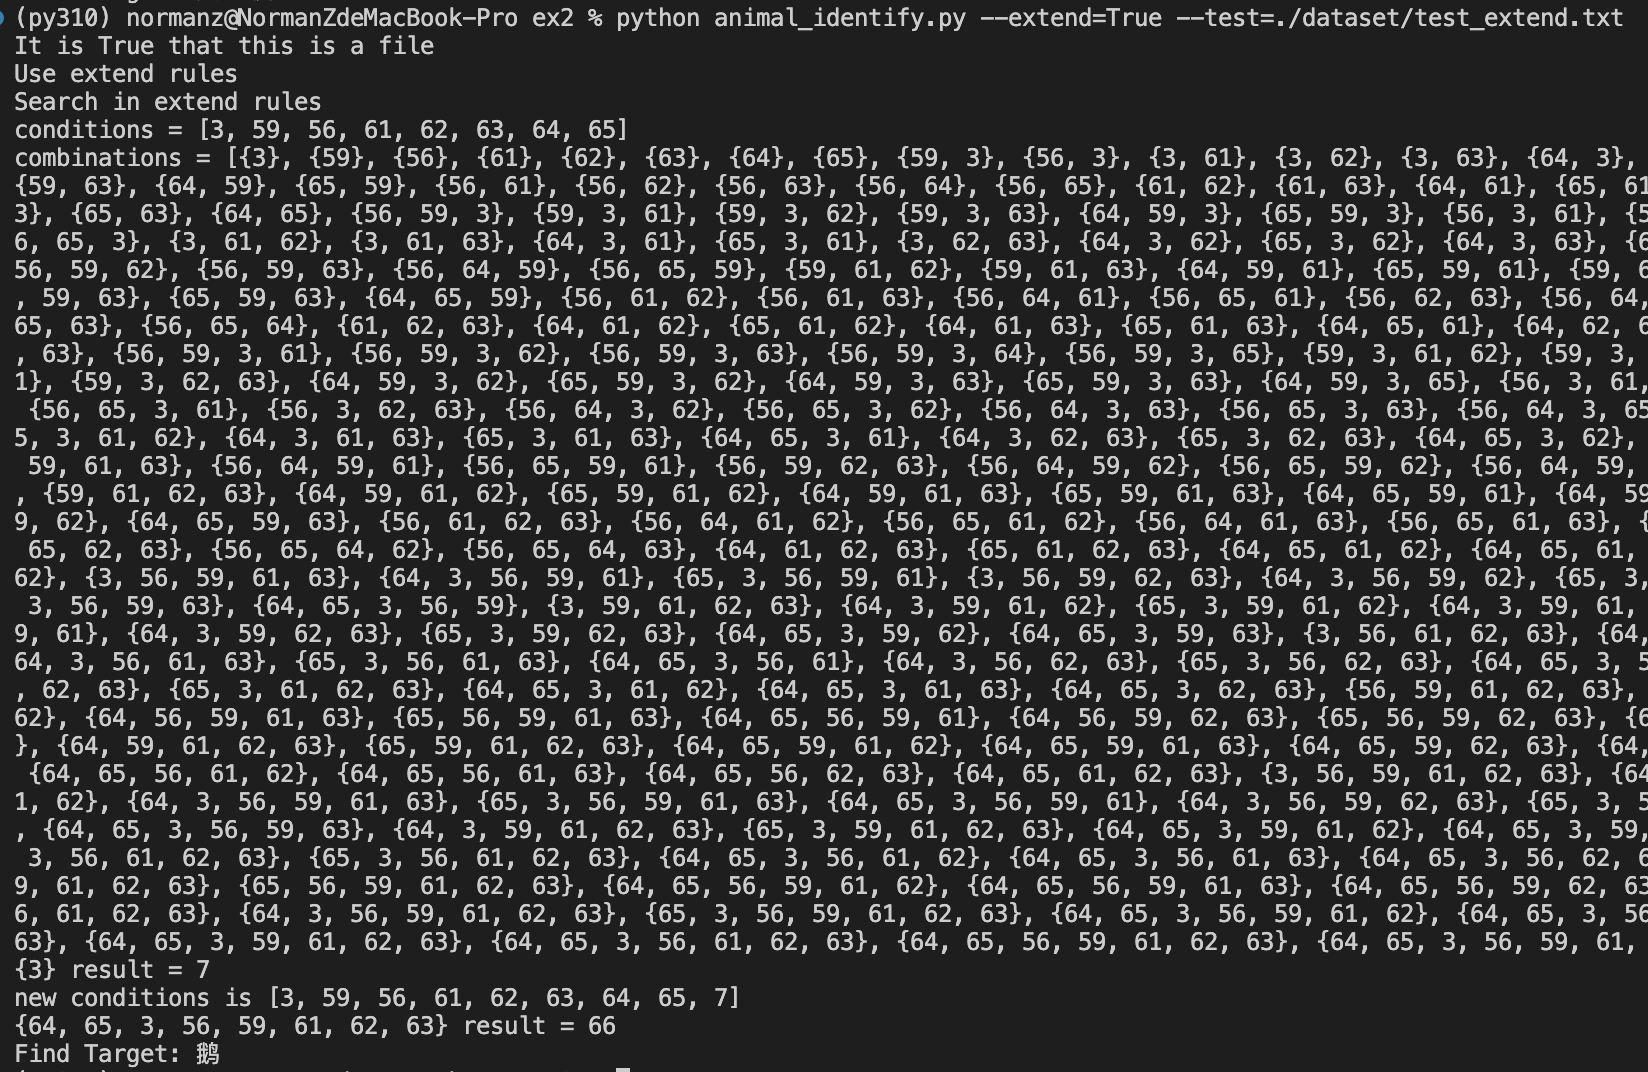 (py310) normanz@NormanZdeMacBook-Pro ex2 % python animal_identify.py --extend=True --test=./dataset/test_extend.txt
It is True that this is a file
Use extend rules
Search in extend rules
conditions = [3, 59, 56, 61, 62, 63, 64, 65]
combinations = [{3}, {59}, {56}, {61}, {62}, {63}, {64}, {65}, {59, 3}, {56, 3}, {3, 61}, {3, 62}, {3, 63}, {64, 3},
{59, 63}, {64, 59}, {65, 59}, {56, 61}, {56, 62}, {56, 63}, {56, 64}, {56, 65}, {61, 62}, {61, 63}, {64, 61}, {65, 61
3}, {65, 63}, {64, 65}, {56, 59, 3}, {59, 3, 61}, {59, 3, 62}, {59, 3, 63}, {64, 59, 3}, {65, 59, 3}, {56, 3, 61}, {5
6, 65, 3}, {3, 61, 62}, {3, 61, 63}, {64, 3, 61}, {65, 3, 61}, {3, 62, 63}, {64, 3, 62}, {65, 3, 62}, {64, 3, 63}, {6
56, 59, 62}, {56, 59, 63}, {56, 64, 59}, {56, 65, 59}, {59, 61, 62}, {59, 61, 63}, {64, 59, 61}, {65, 59, 61}, {59, 6
, 59, 63}, {65, 59, 63}, {64, 65, 59}, {56, 61, 62}, {56, 61, 63}, {56, 64, 61}, {56, 65, 61}, {56, 62, 63}, {56, 64,
65, 63}, {56, 65, 64}, {61, 62, 63}, {64, 61, 62}, {65, 61, 62}, {64, 61, 63}, {65, 61, 63}, {64, 65, 61}, {64, 62, 6
, 63}, {56, 59, 3, 61}, {56, 59, 3, 62}, {56, 59, 3, 63}, {56, 59, 3, 64}, {56, 59, 3, 65}, {59, 3, 61, 62}, {59, 3,
1}, {59, 3, 62, 63}, {64, 59, 3, 62}, {65, 59, 3, 62}, {64, 59, 3, 63}, {65, 59, 3, 63}, {64, 59, 3, 65}, {56, 3, 61,
{56, 65, 3, 61}, {56, 3, 62, 63}, {56, 64, 3, 62}, {56, 65, 3, 62}, {56, 64, 3, 63}, {56, 65, 3, 63}, {56, 64, 3, 65
5, 3, 61, 62}, {64, 3, 61, 63}, {65, 3, 61, 63}, {64, 65, 3, 61}, {64, 3, 62, 63}, {65, 3, 62, 63}, {64, 65, 3, 62},
59, 61, 63}, {56, 64, 59, 61}, {56, 65, 59, 61}, {56, 59, 62, 63}, {56, 64, 59, 62}, {56, 65, 59, 62}, {56, 64, 59,
, {59, 61, 62, 63}, {64, 59, 61, 62}, {65, 59, 61, 62}, {64, 59, 61, 63}, {65, 59, 61, 63}, {64, 65, 59, 61}, {64, 59
9, 62}, {64, 65, 59, 63}, {56, 61, 62, 63}, {56, 64, 61, 62}, {56, 65, 61, 62}, {56, 64, 61, 63}, {56, 65, 61, 63}, {
65, 62, 63}, {56, 65, 64, 62}, {56, 65, 64, 63}, {64, 61, 62, 63}, {65, 61, 62, 63}, {64, 65, 61, 62}, {64, 65, 61,
62}, {3, 56, 59, 61, 63}, {64, 3, 56, 59, 61}, {65, 3, 56, 59, 61}, {3, 56, 59, 62, 63}, {64, 3, 56, 59, 62}, {65, 3,
3, 56, 59, 63}, {64, 65, 3, 56, 59}, {3, 59, 61, 62, 63}, {64, 3, 59, 61, 62}, {65, 3, 59, 61, 62}, {64, 3, 59, 61,
9, 61}, {64, 3, 59, 62, 63}, {65, 3, 59, 62, 63}, {64, 65, 3, 59, 62}, {64, 65, 3, 59, 63}, {3, 56, 61, 62, 63}, {64,
64, 3, 56, 61, 63}, {65, 3, 56, 61, 63}, {64, 65, 3, 56, 61}, {64, 3, 56, 62, 63}, {65, 3, 56, 62, 63}, {64, 65, 3, 5
, 62, 63}, {65, 3, 61, 62, 63}, {64, 65, 3, 61, 62}, {64, 65, 3, 61, 63}, {64, 65, 3, 62, 63}, {56, 59, 61, 62, 63},
62}, {64, 56, 59, 61, 63}, {65, 56, 59, 61, 63}, {64, 65, 56, 59, 61}, {64, 56, 59, 62, 63}, {65, 56, 59, 62, 63}, {6
}, {64, 59, 61, 62, 63}, {65, 59, 61, 62, 63}, {64, 65, 59, 61, 62}, {64, 65, 59, 61, 63}, {64, 65, 59, 62, 63}, {64,
{64, 65, 56, 61, 62}, {64, 65, 56, 61, 63}, {64, 65, 56, 62, 63}, {64, 65, 61, 62, 63}, {3, 56, 59, 61, 62, 63}, {64
1, 62}, {64, 3, 56, 59, 61, 63}, {65, 3, 56, 59, 61, 63}, {64, 65, 3, 56, 59, 61}, {64, 3, 56, 59, 62, 63}, {65, 3, 5
, {64, 65, 3, 56, 59, 63}, {64, 3, 59, 61, 62, 63}, {65, 3, 59, 61, 62, 63}, {64, 65, 3, 59, 61, 62}, {64, 65, 3, 59
3, 56, 61, 62, 63}, {65, 3, 56, 61, 62, 63}, {64, 65, 3, 56, 61, 62}, {64, 65, 3, 56, 61, 63}, {64, 65, 3, 56, 62, 6
9, 61, 62, 63}, {65, 56, 59, 61, 62, 63}, {64, 65, 56, 59, 61, 62}, {64, 65, 56, 59, 61, 63}, {64, 65, 56, 59, 62, 63
6, 61, 62, 63}, {64, 3, 56, 59, 61, 62, 63}, {65, 3, 56, 59, 61, 62, 63}, {64, 65, 3, 56, 59, 61, 62}, {64, 65, 3, 56
63}, {64, 65, 3, 59, 61, 62, 63}, {64, 65, 3, 56, 61, 62, 63}, {64, 65, 56, 59, 61, 62, 63}, {64, 65, 3, 56, 59, 61,
{3} result = 7
new conditions is [3, 59, 56, 61, 62, 63, 64, 65, 7]
{64, 65, 3, 56, 59, 61, 62, 63} result = 66
Find Target: 鹅